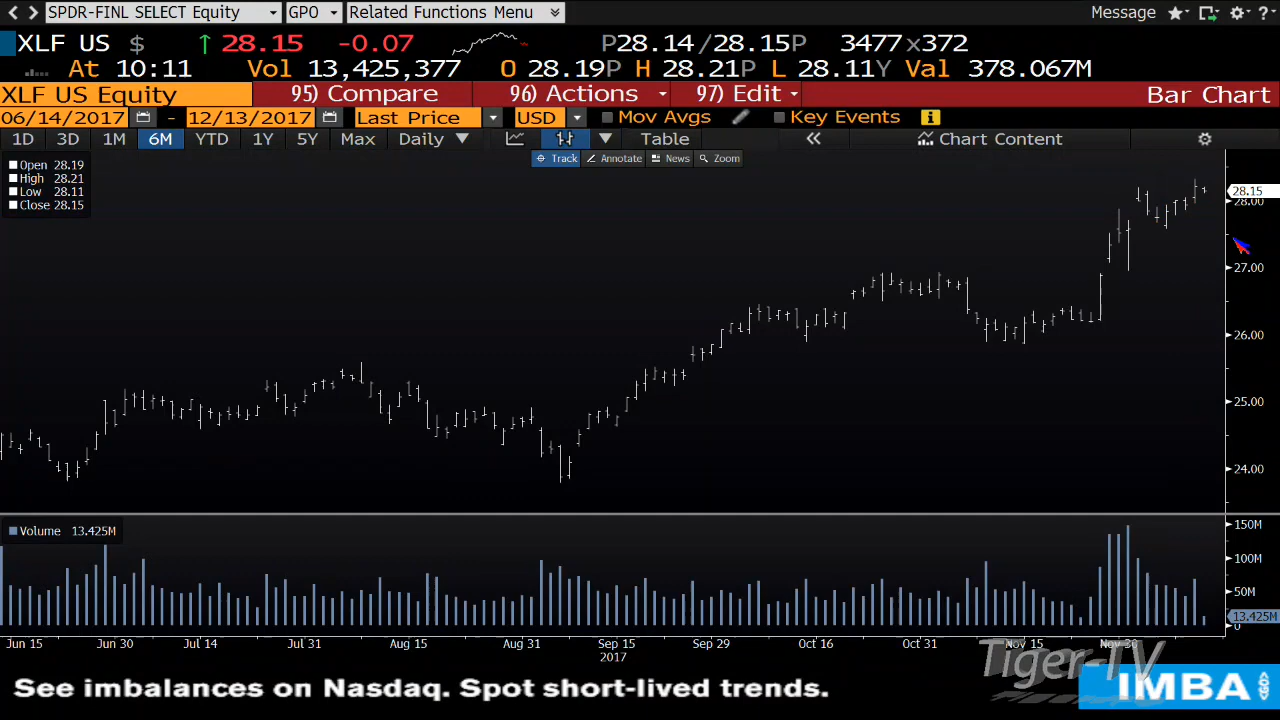 SPDR-FINL SELECT Equity GPO Related Functions Menu Message ?
XLF US $ ↑ 28.15 -0.07 P28.14/28.15P 3477x372
At 10:11 Vol 13,425,377 O 28.19P H 28.21P L 28.11Y Val 378.067M
XLF US Equity 95) Compare 96) Actions 97) Edit Bar Chart
06/14/2017 - 12/13/2017 Last Price USD Mov Avgs Key Events i
1D 3D 1M 6M YTD 1Y 5Y Max Daily ▼ Table « Chart Content
Track Annotate News Zoom
Open 28.19
High 28.21
Low 28.11
Close 28.15
28.15
28.00
27.00
26.00
25.00
24.00
Volume 13.425M
150M
100M
50M
13.425M
0
Jun 15 Jun 30 Jul 14 Jul 31 Aug 15 Aug 31 Sep 15 Sep 29 Oct 16 Oct 31 Nov 15 Nov 30
2017
Tiger-TV
See imbalances on Nasdaq. Spot short-lived trends.
IMBA